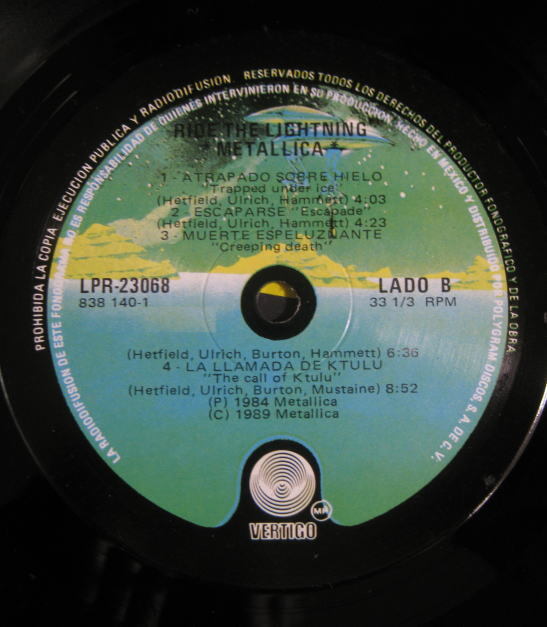 PROHIBIDA LA COPIA, EJECUCION PUBLICA Y RADIODIFUSION. RESERVADOS TODOS LOS DERECHOS DEL PRODUCTOR FONOGRAFICO Y DE LA OBRA
LA RADIODIFUSION DE ESTE FONOGRAMA NO ES RESPONSABILIDAD DE QUIENES INTERVINIERON EN SU PRODUCCION. HECHO EN MEXICO Y DISTRIBUIDO POR POLYGRAM DISCOS, S.A. DE C.V.
RIDE THE LIGHTNING
*METALLICA*
1 - ATRAPADO SOBRE HIELO
Trapped under ice
(Hetfield, Ulrich, Hammett) 4:03
2 - ESCAPARSE "Escapade"
(Hetfield, Ulrich, Hammett) 4:23
3 - MUERTE ESPELUZUANTE
"Creeping death"
LPR-23068
838 140-1
LADO B
33 1/3 RPM
(Hetfield, Ulrich, Burton, Hammett) 6:36
4 - LA LLAMADA DE KTULU
"The call of Ktulu"
(Hetfield, Ulrich, Burton, Mustaine) 8:52
(P) 1984 Metallica
(C) 1989 Metallica
MR
VERTIGO